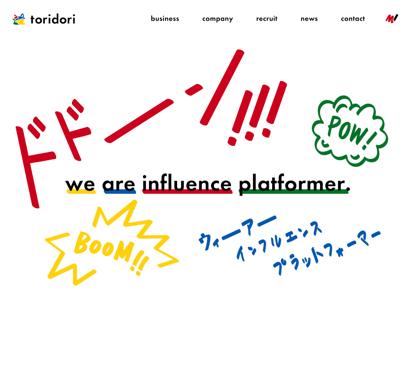 toridori
business company recruit news contact
ドドーン!!!
POW!
we are influence platformer.
BOOM!!
ウィーアー
インフルエンス
プラットフォーマー